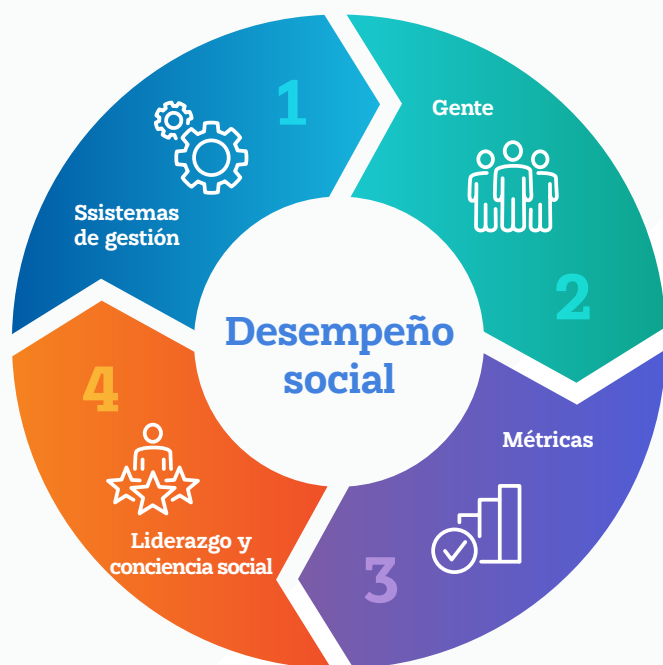 1
Ssistemas
de gestión
Gente
2
Desempeño
social
Métricas
3
4
Liderazgo y
conciencia social